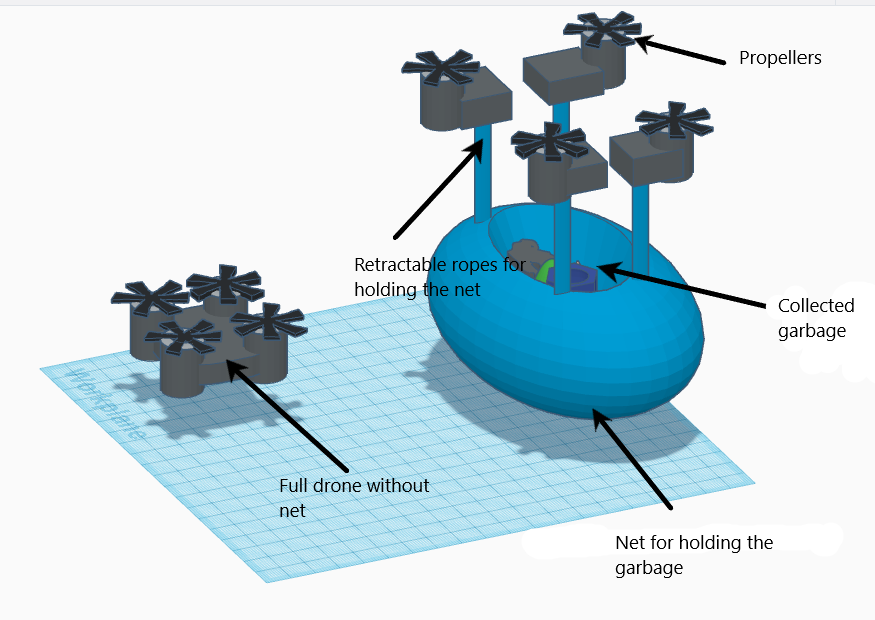 Propellers
Retractable ropes for
holding the net
Collected
garbage
Workplane
Full drone without
net
Net for holding the
garbage